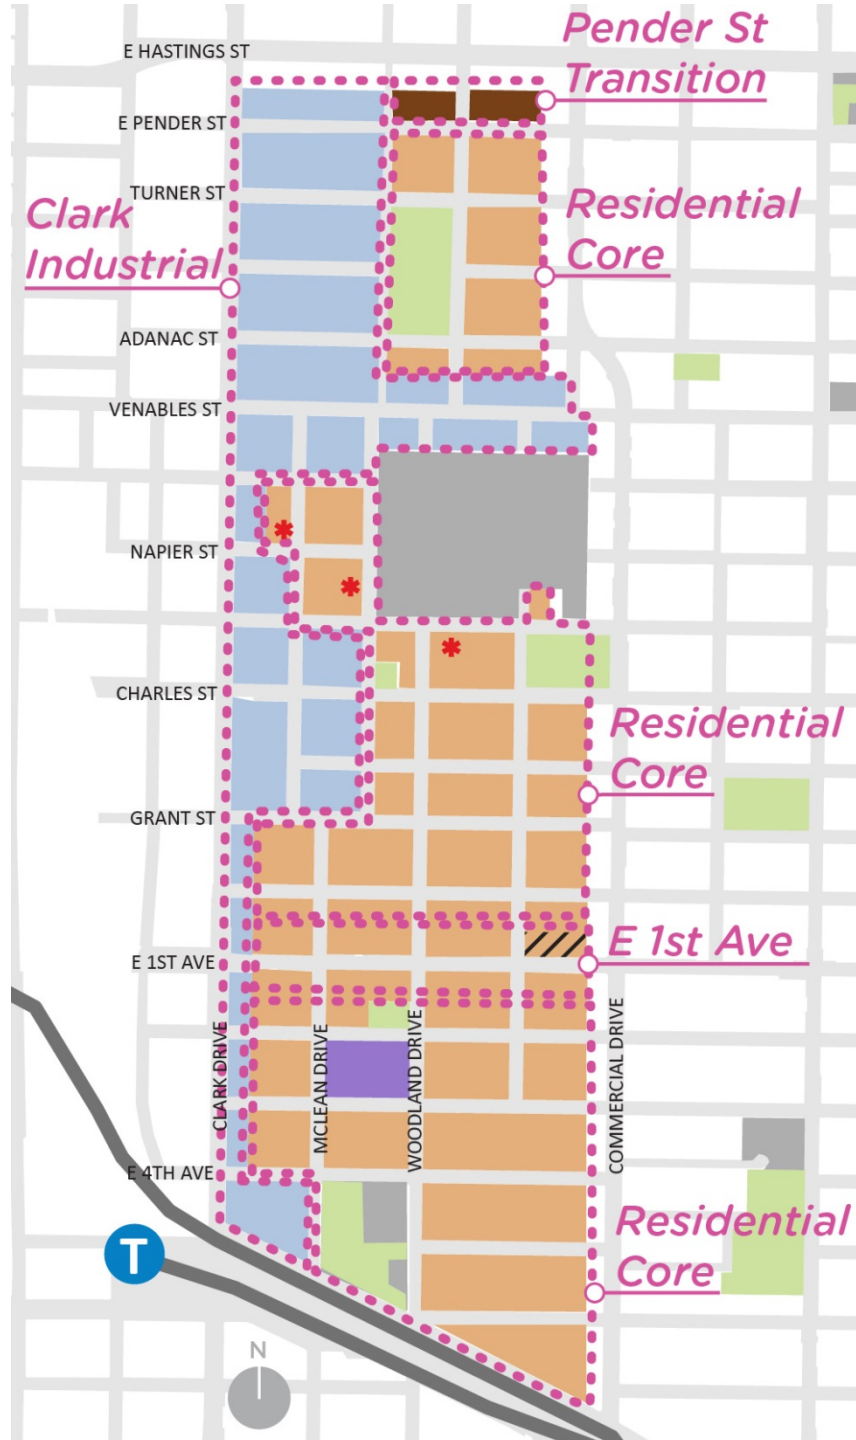 Pender St
Transition
E HASTINGS ST
E PENDER ST
TURNER ST
Clark
Industrial
Residential
Core
ADANAC ST
VENABLES ST
NAPIER ST
*
*
*
CHARLES ST
Residential
Core
GRANT ST
E 1ST AVE
E 1st Ave
CLARK DRIVE
MCLEAN DRIVE
WOODLAND DRIVE
COMMERCIAL DRIVE
E 4TH AVE
T
Residential
Core
N